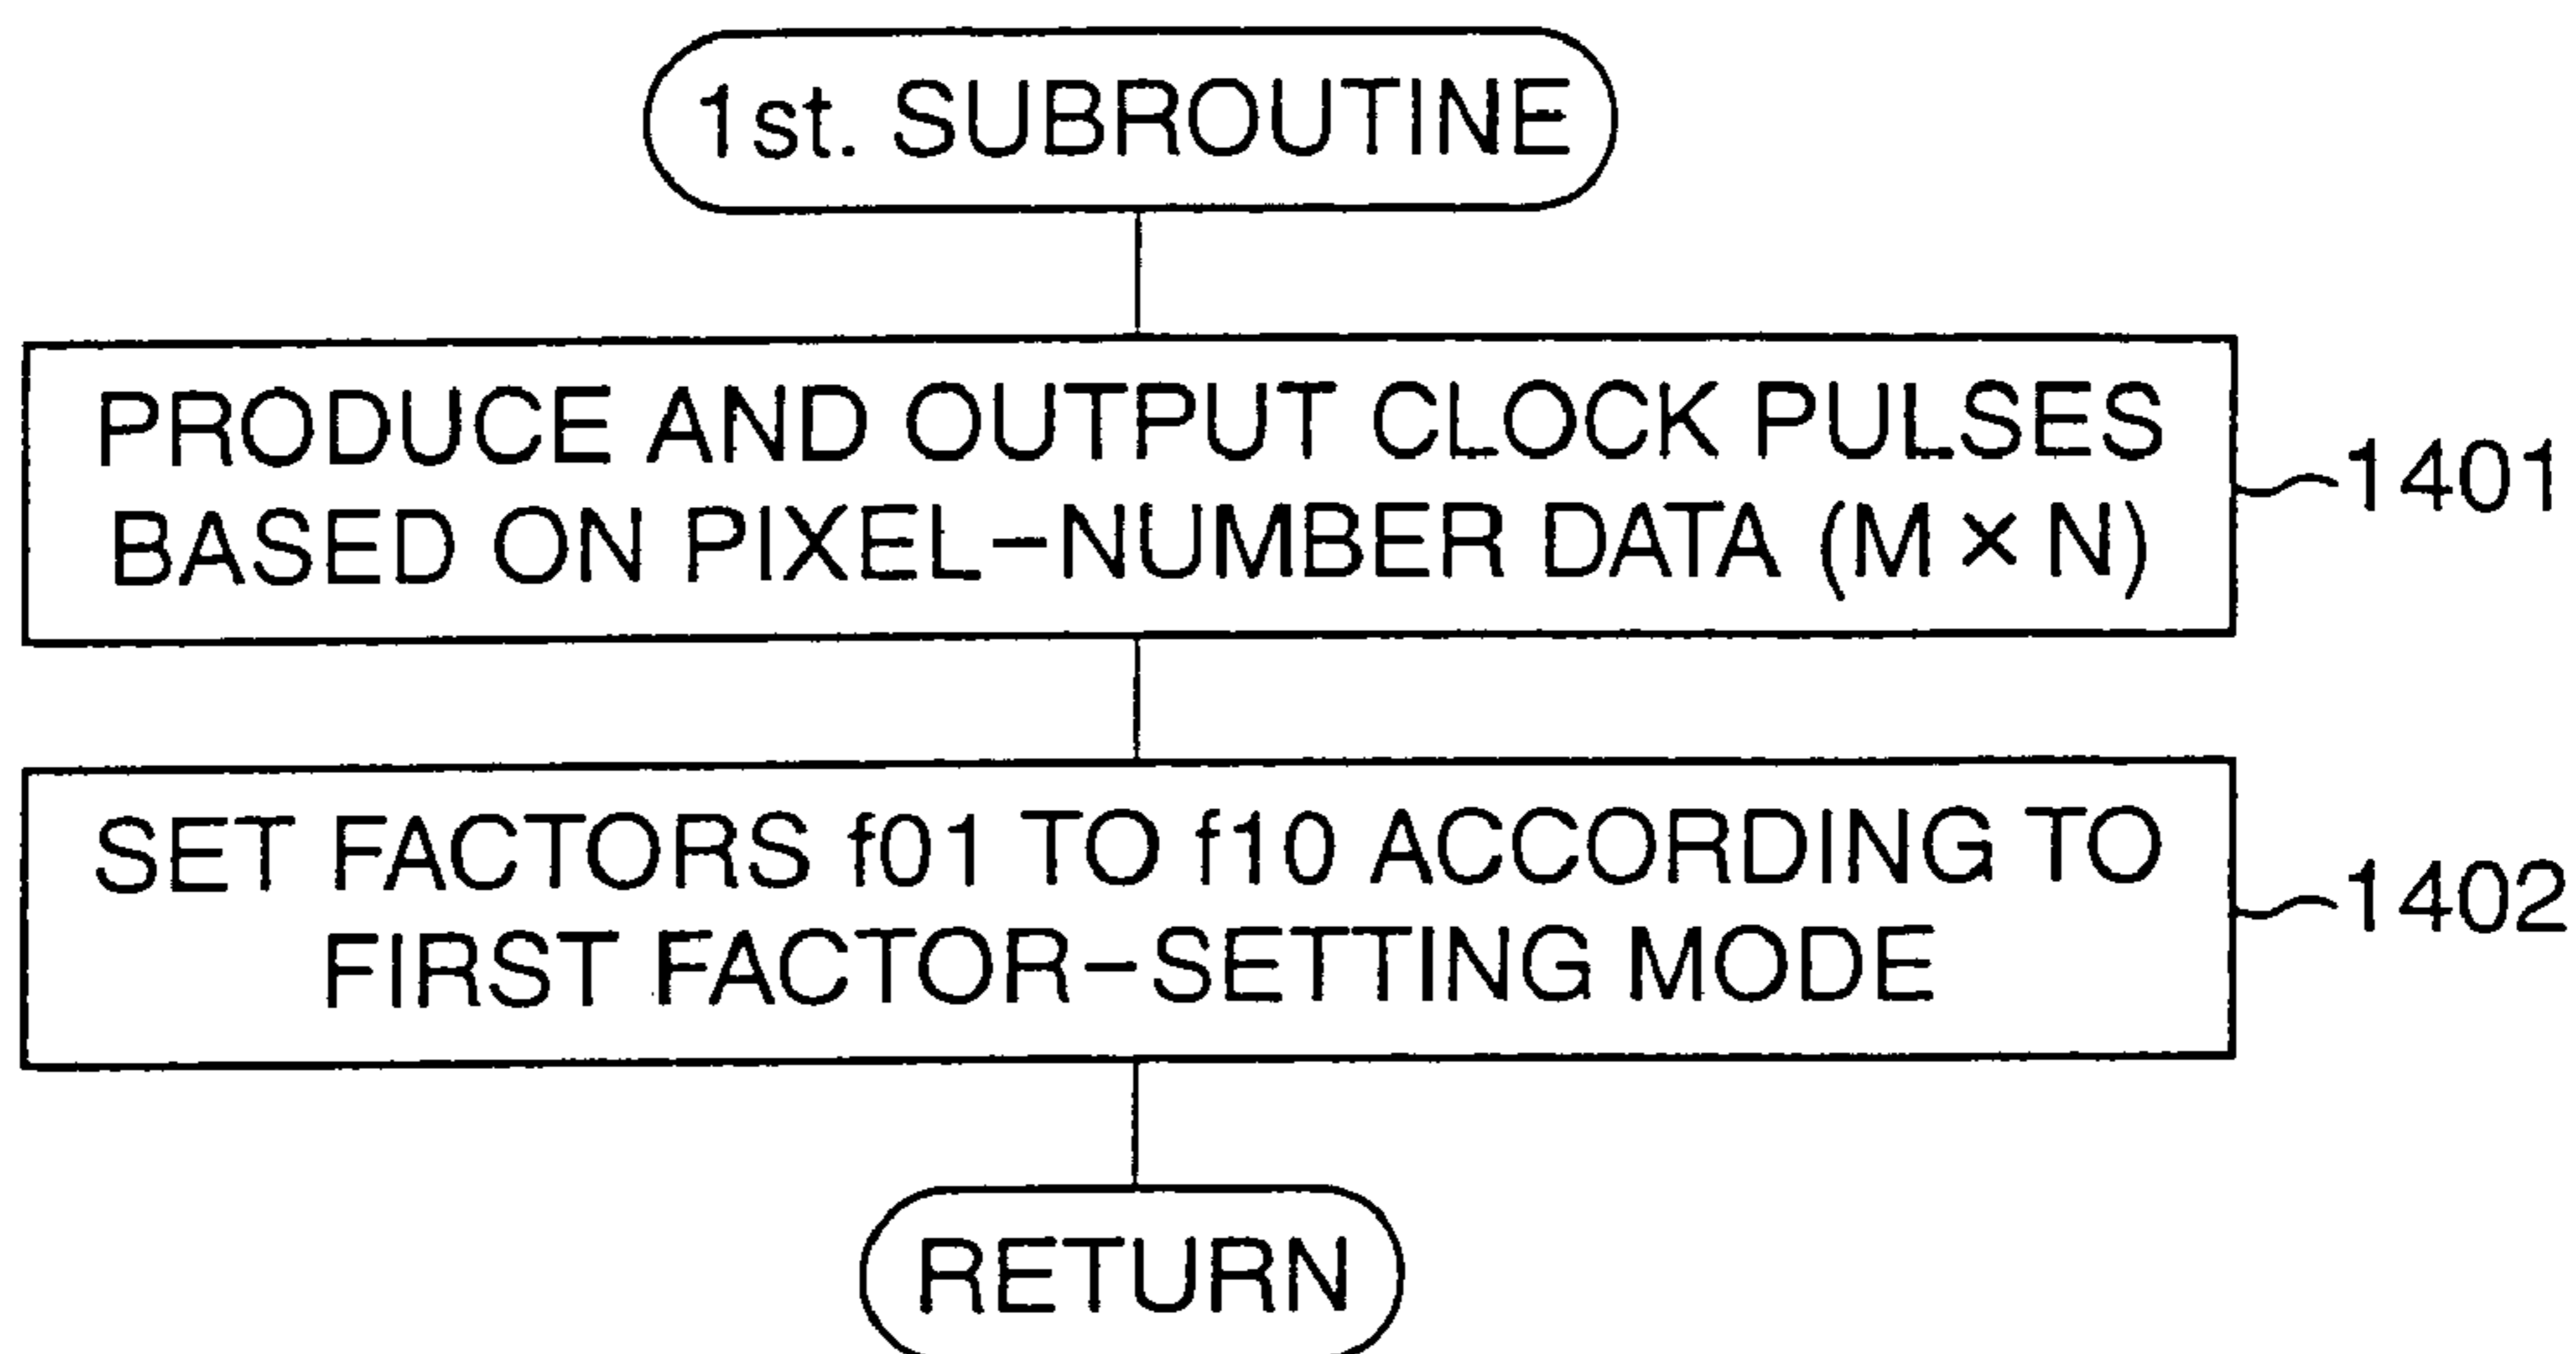 1st. SUBROUTINE
PRODUCE AND OUTPUT CLOCK PULSES
BASED ON PIXEL-NUMBER DATA (M × N)
1401
SET FACTORS f01 TO f10 ACCORDING TO
FIRST FACTOR-SETTING MODE
1402
RETURN